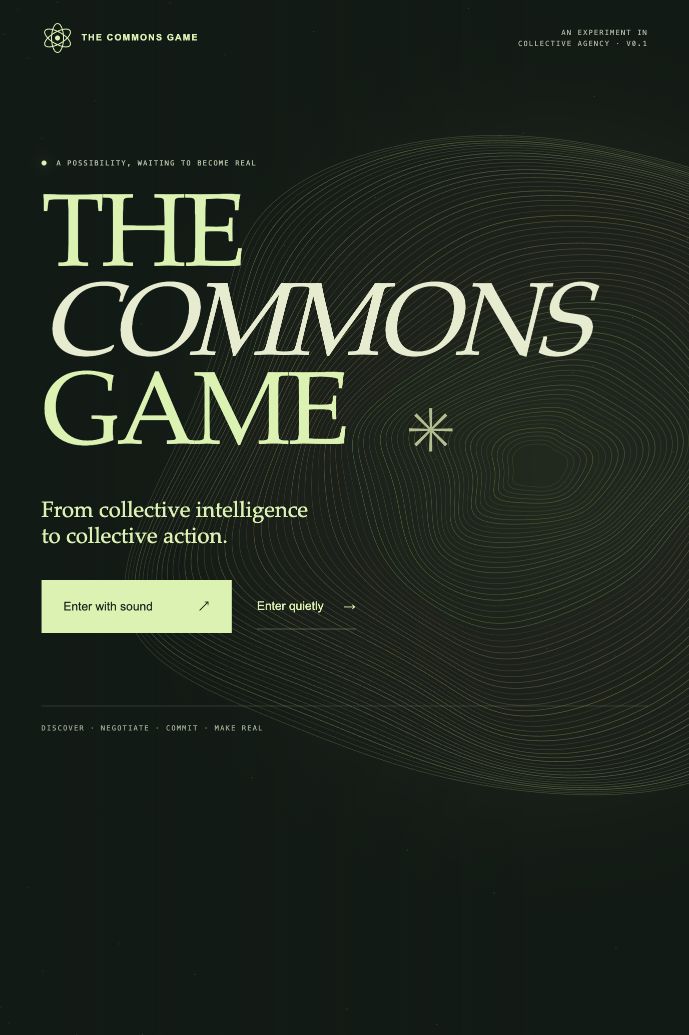 THE COMMONS GAME
AN EXPERIMENT IN
COLLECTIVE AGENCY · V0.1
A POSSIBILITY, WAITING TO BECOME REAL
THE
COMMONS
GAME
From collective intelligence
to collective action.
Enter with sound ↗
Enter quietly →
DISCOVER · NEGOTIATE · COMMIT · MAKE REAL